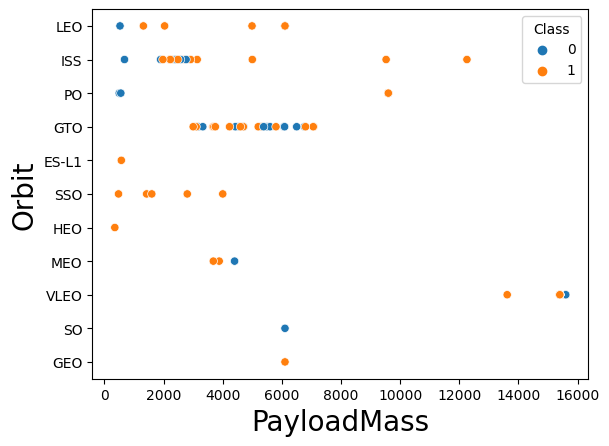 LEO
ISS
PO
GTO
ES-L1
SSO
HEO
MEO
VLEO
SO
GEO
Orbit
Class
0
1
0 2000 4000 6000 8000 10000 12000 14000 16000
PayloadMass